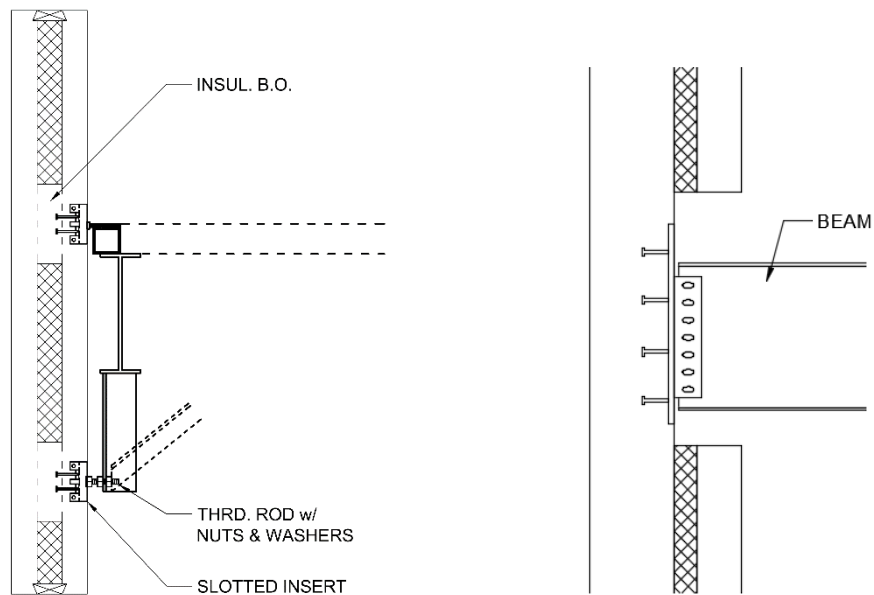 INSUL. B.O.
BEAM
THRD. ROD w/
NUTS & WASHERS
SLOTTED INSERT